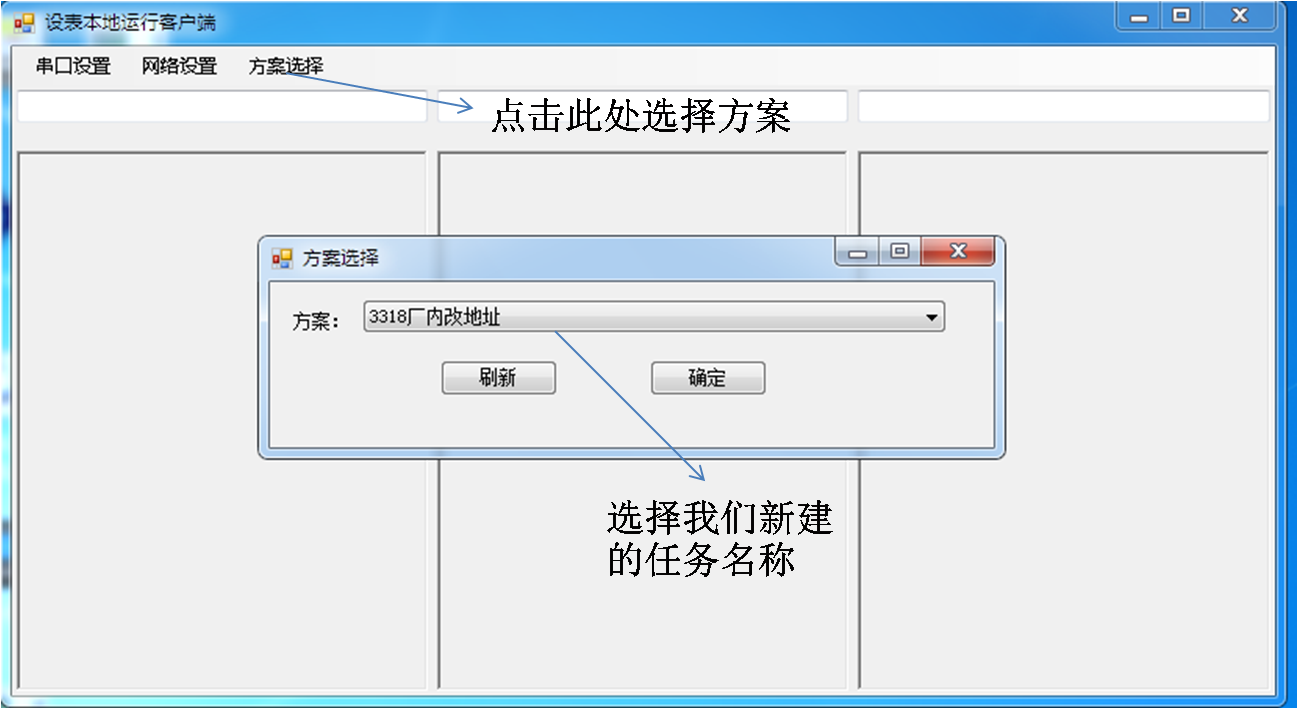 设表本地运行客户端
串口设置 网络设置 方案选择
点击此处选择方案
方案选择
方案： 3318厂内改地址
刷新 确定
选择我们新建
的任务名称